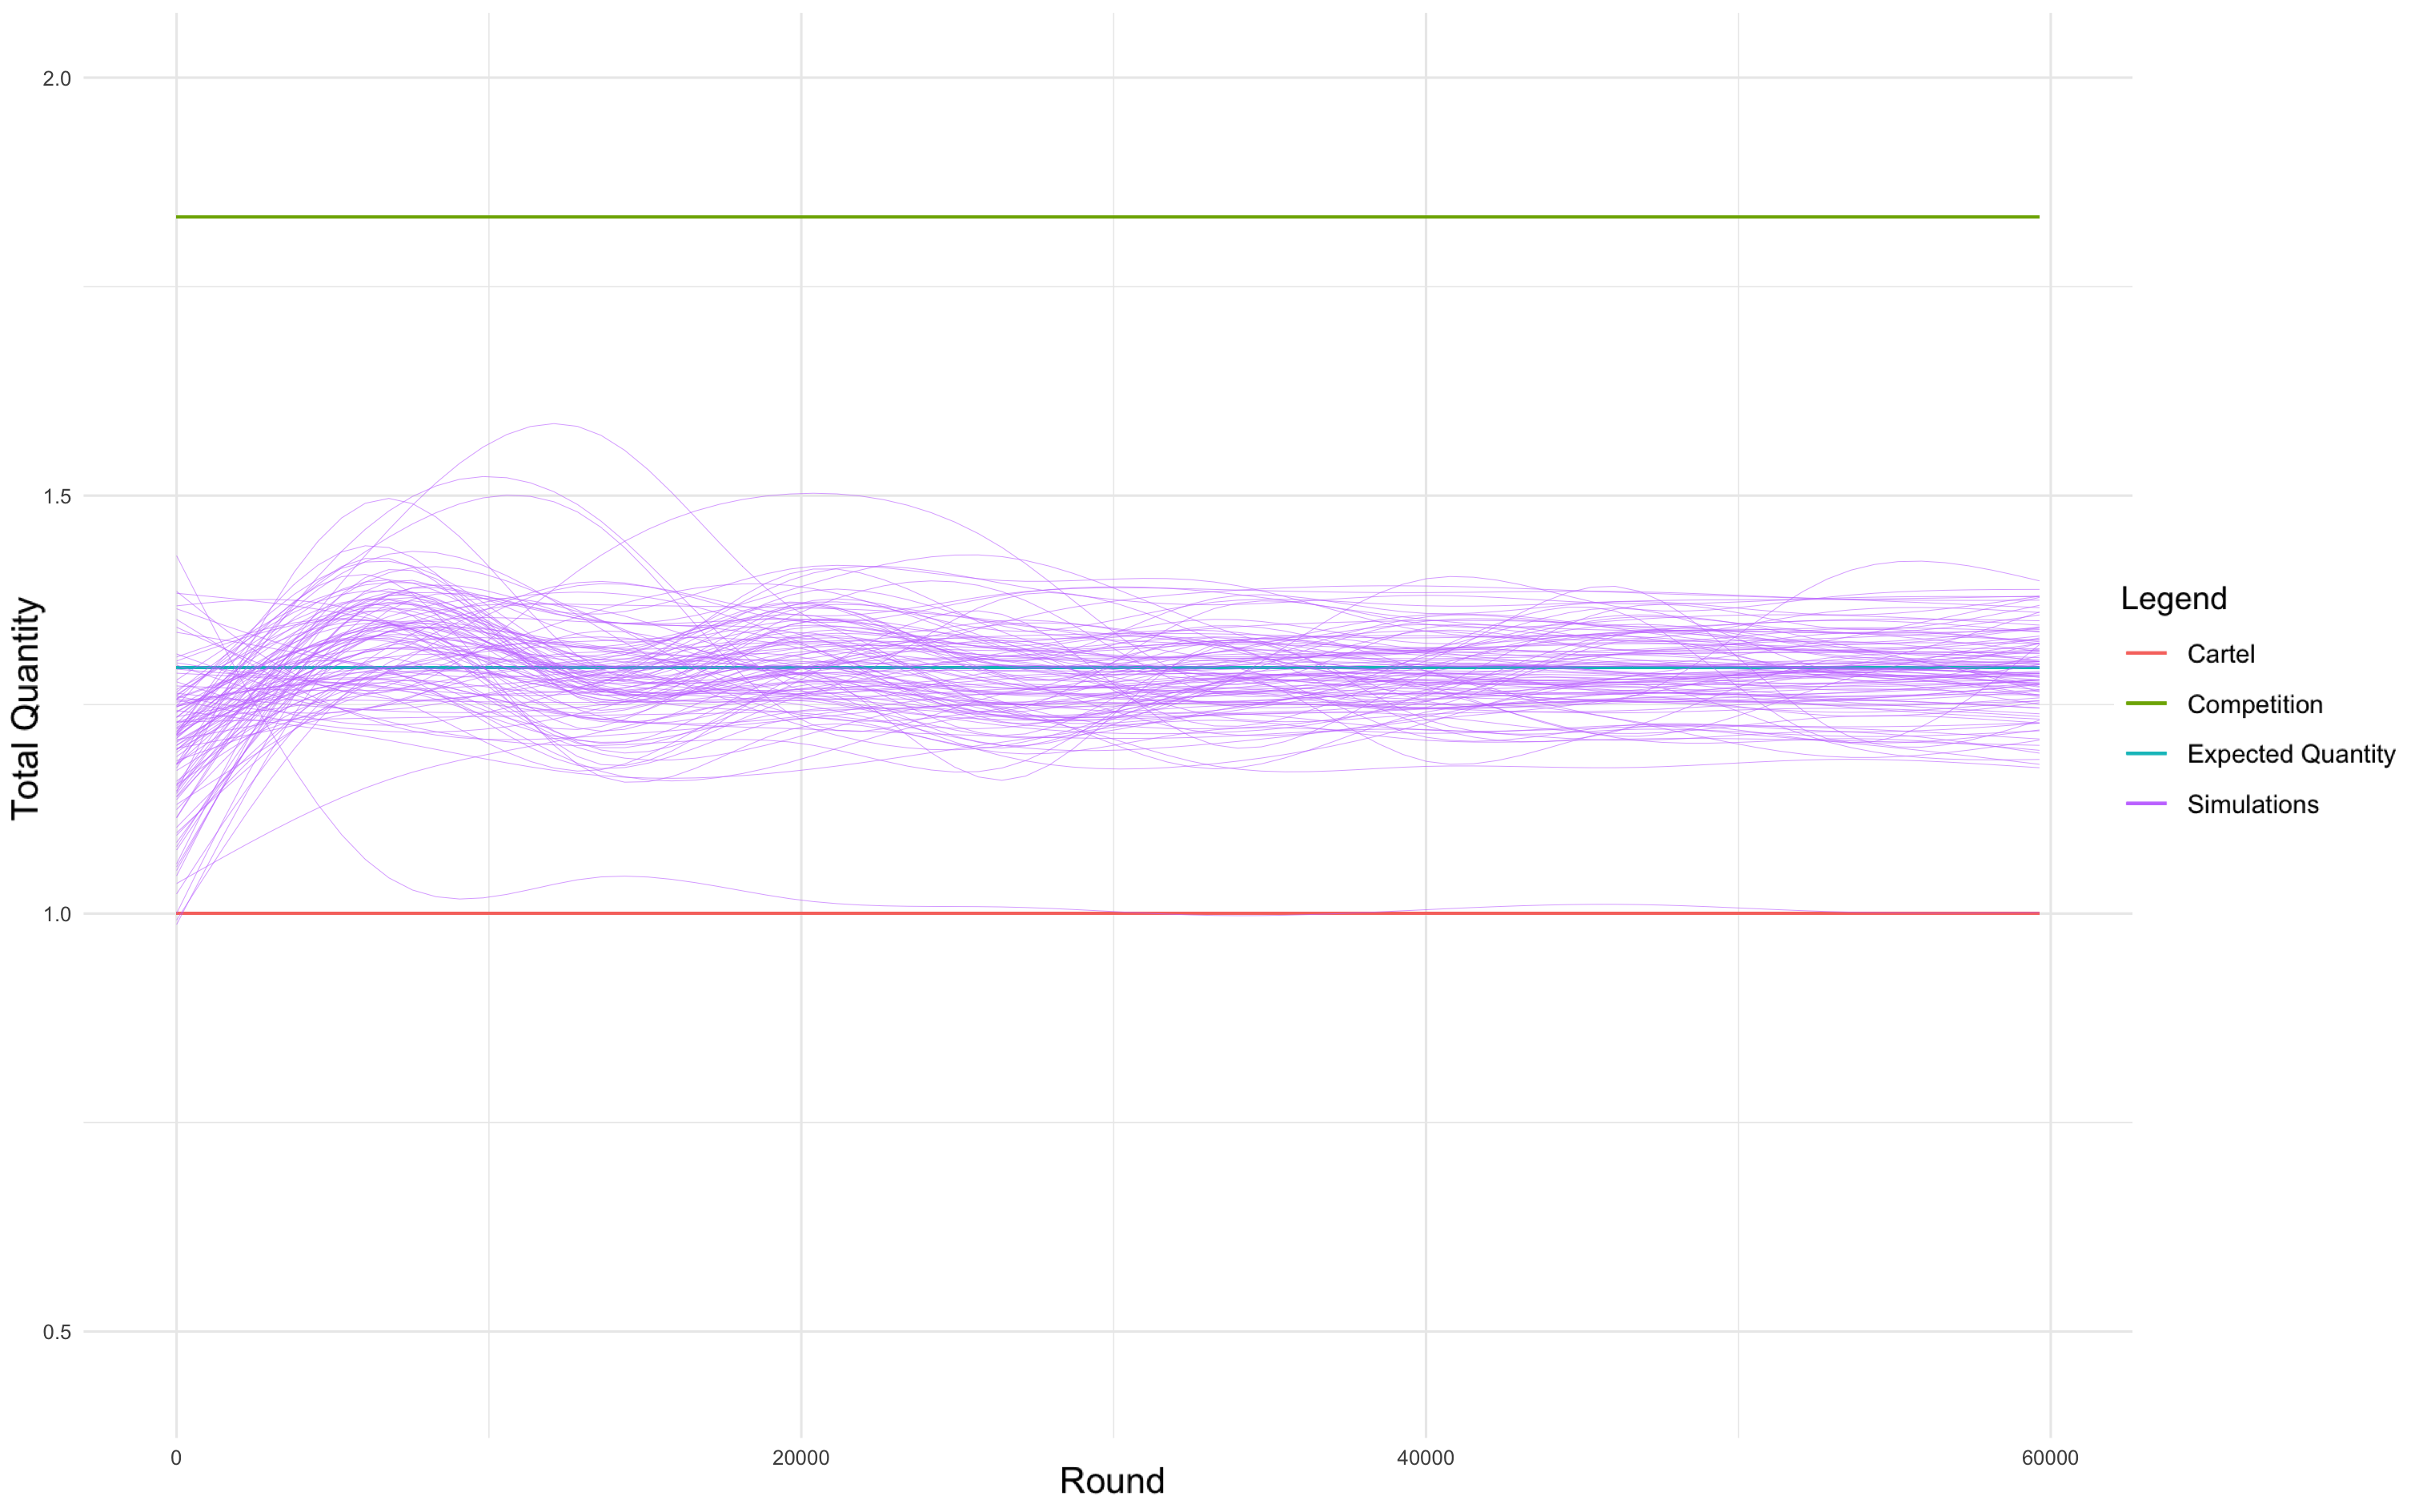 2.0
1.5
1.0
0.5
Total Quantity
0
20000
40000
60000
Round
Legend
Cartel
Competition
Expected Quantity
Simulations